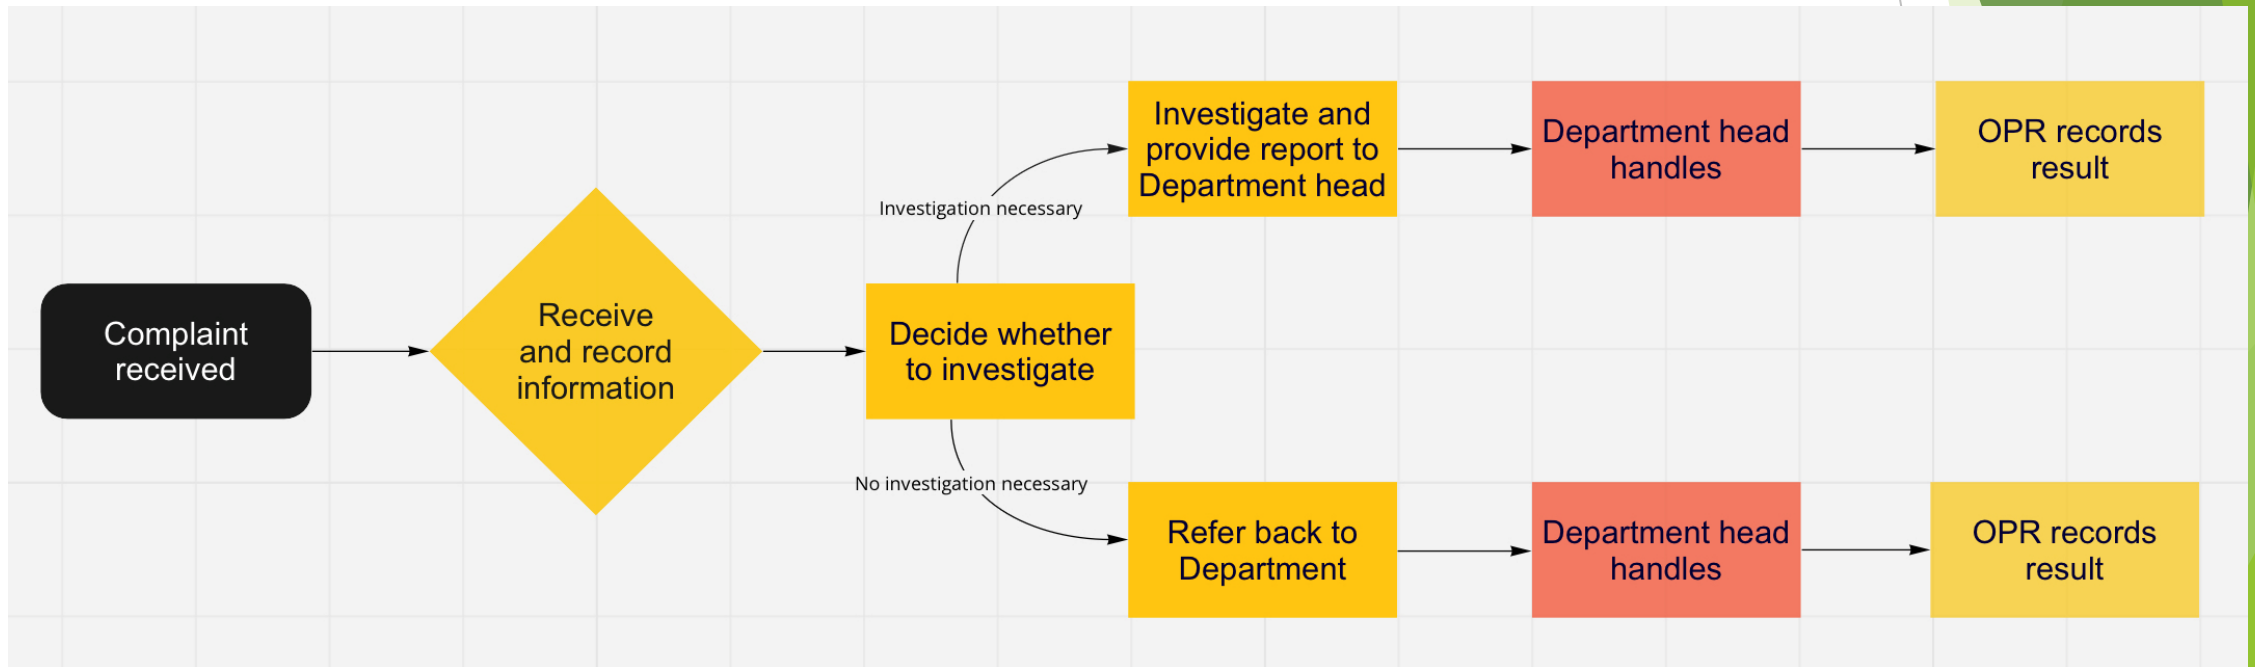 Complaint
received
Receive
and record
information
Decide whether
to investigate
Investigation necessary
Investigate and
provide report to
Department head
Department head
handles
OPR records
result
No investigation necessary
Refer back to
Department
Department head
handles
OPR records
result